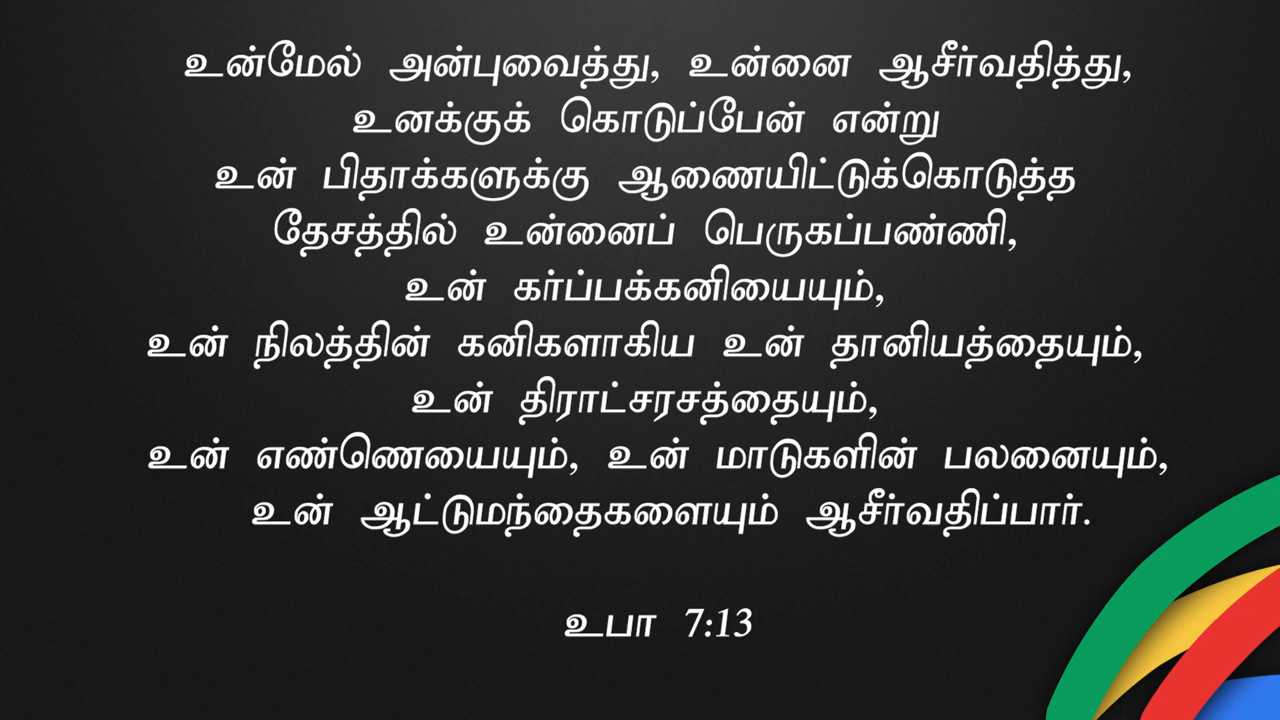 உன்மேல் அன்புவைத்து, உன்னை ஆசீர்வதித்து,
உனக்குக் கொடுப்பேன் என்று
உன் பிதாக்களுக்கு ஆணையிட்டுக்கொடுத்த
தேசத்தில் உன்னைப் பெருகப்பண்ணி,
உன் கர்ப்பக்கனியையும்,
உன் நிலத்தின் கனிகளாகிய உன் தானியத்தையும்,
உன் திராட்சரசத்தையும்,
உன் எண்ணெயையும், உன் மாடுகளின் பலனையும்,
உன் ஆட்டுமந்தைகளையும் ஆசீர்வதிப்பார்.
உபா 7:13